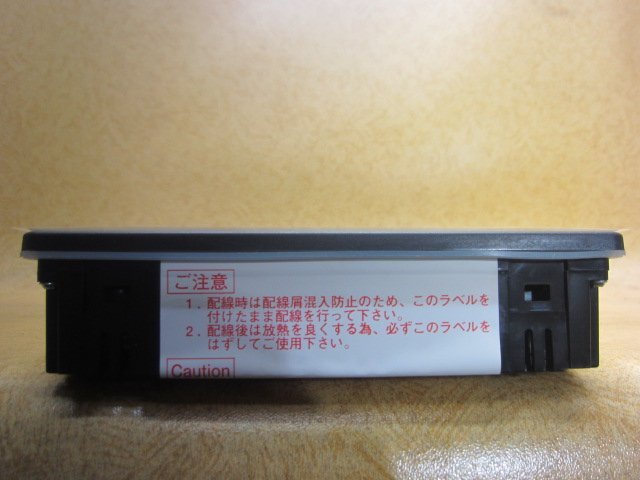 ご注意
1. 配線時は配線屑混入防止のため、このラベルを
付けたまま配線を行って下さい。
2. 配線後は放熱を良くする為、必ずこのラベルを
はずしてご使用下さい。
Caution